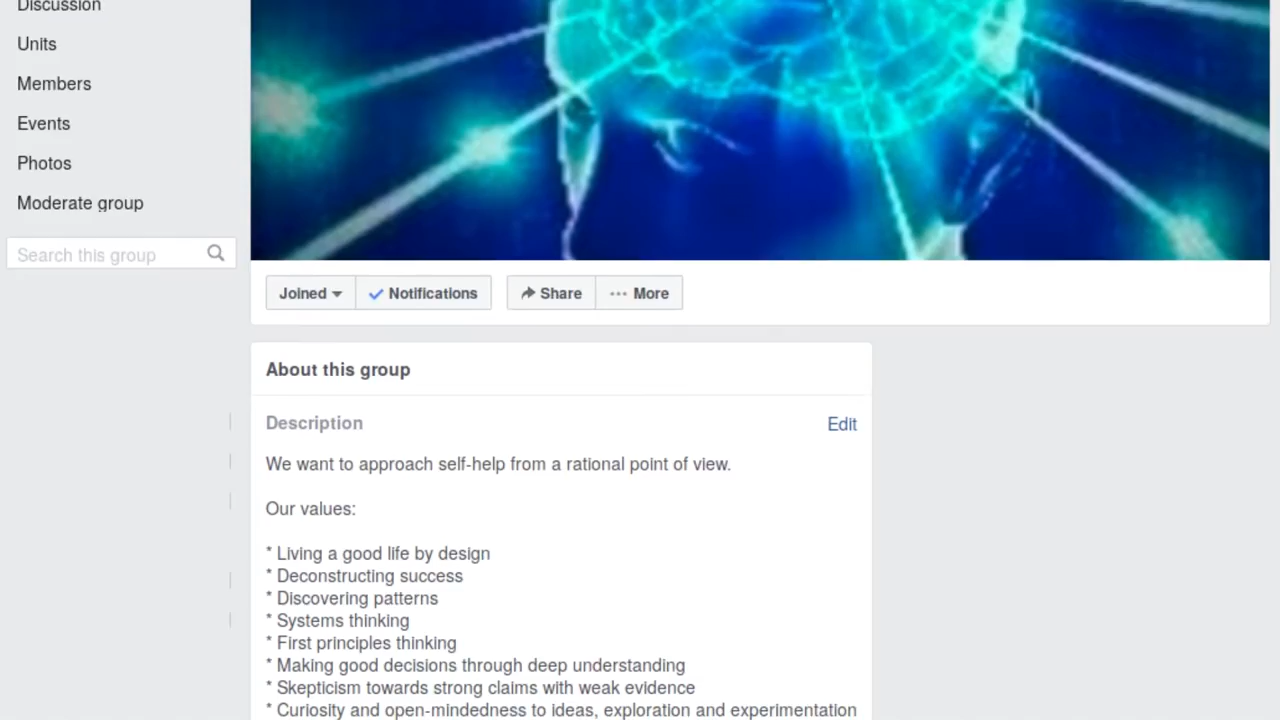 Discussion
Units
Members
Events
Photos
Moderate group
Search this group
Joined
Notifications
Share
More
About this group
Description
Edit
We want to approach self-help from a rational point of view.
Our values:
* Living a good life by design
* Deconstructing success
* Discovering patterns
* Systems thinking
* First principles thinking
* Making good decisions through deep understanding
* Skepticism towards strong claims with weak evidence
* Curiosity and open-mindedness to ideas, exploration and experimentation